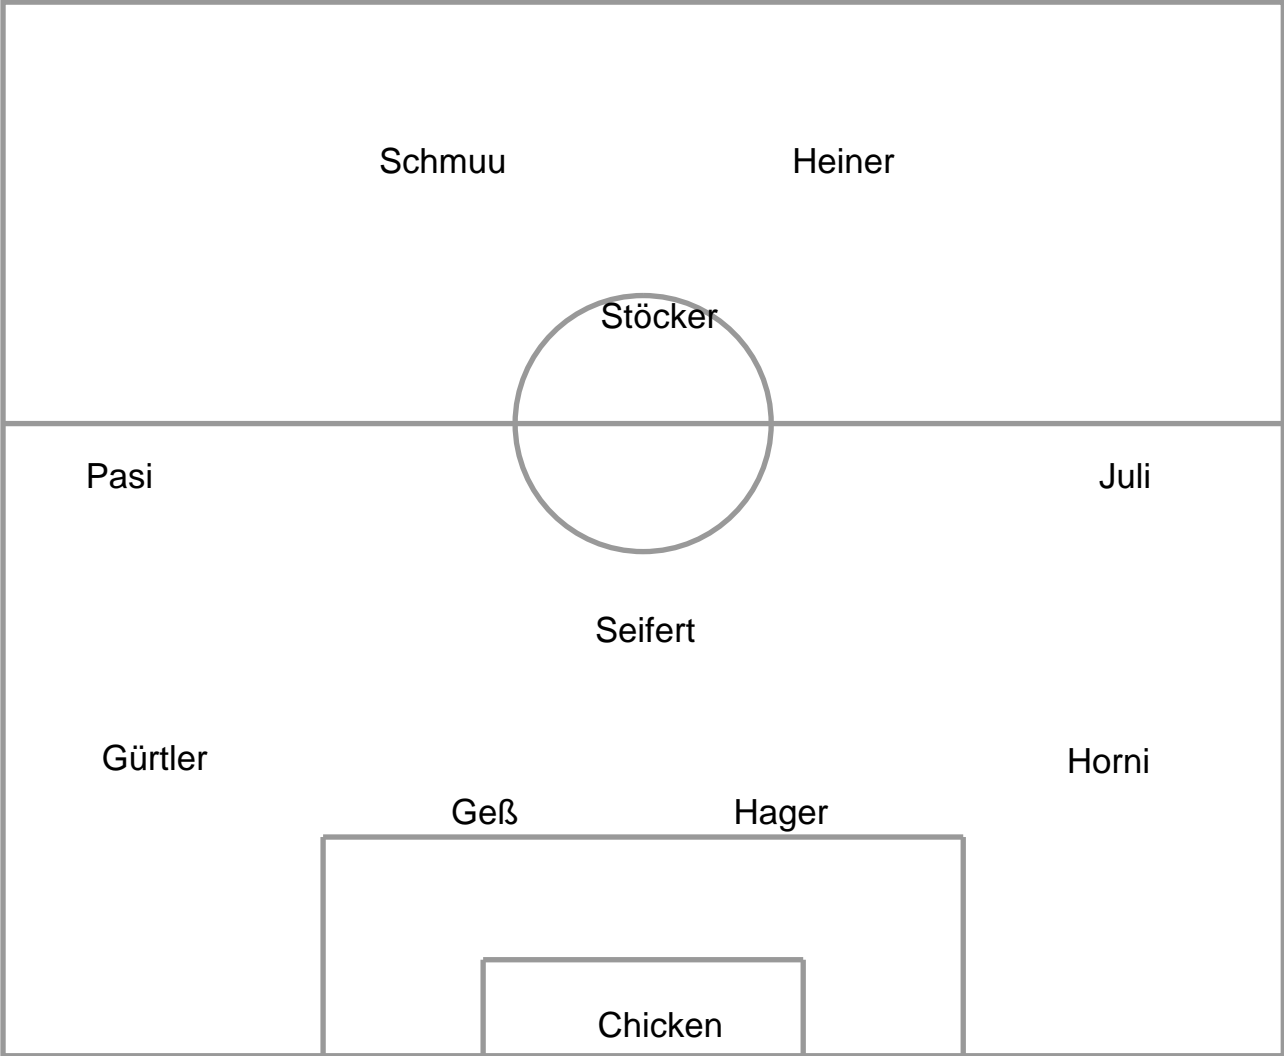 Schmuu Heiner
Stöcker
Pasi Juli
Seifert
Gürtler Horni
Geß Hager
Chicken